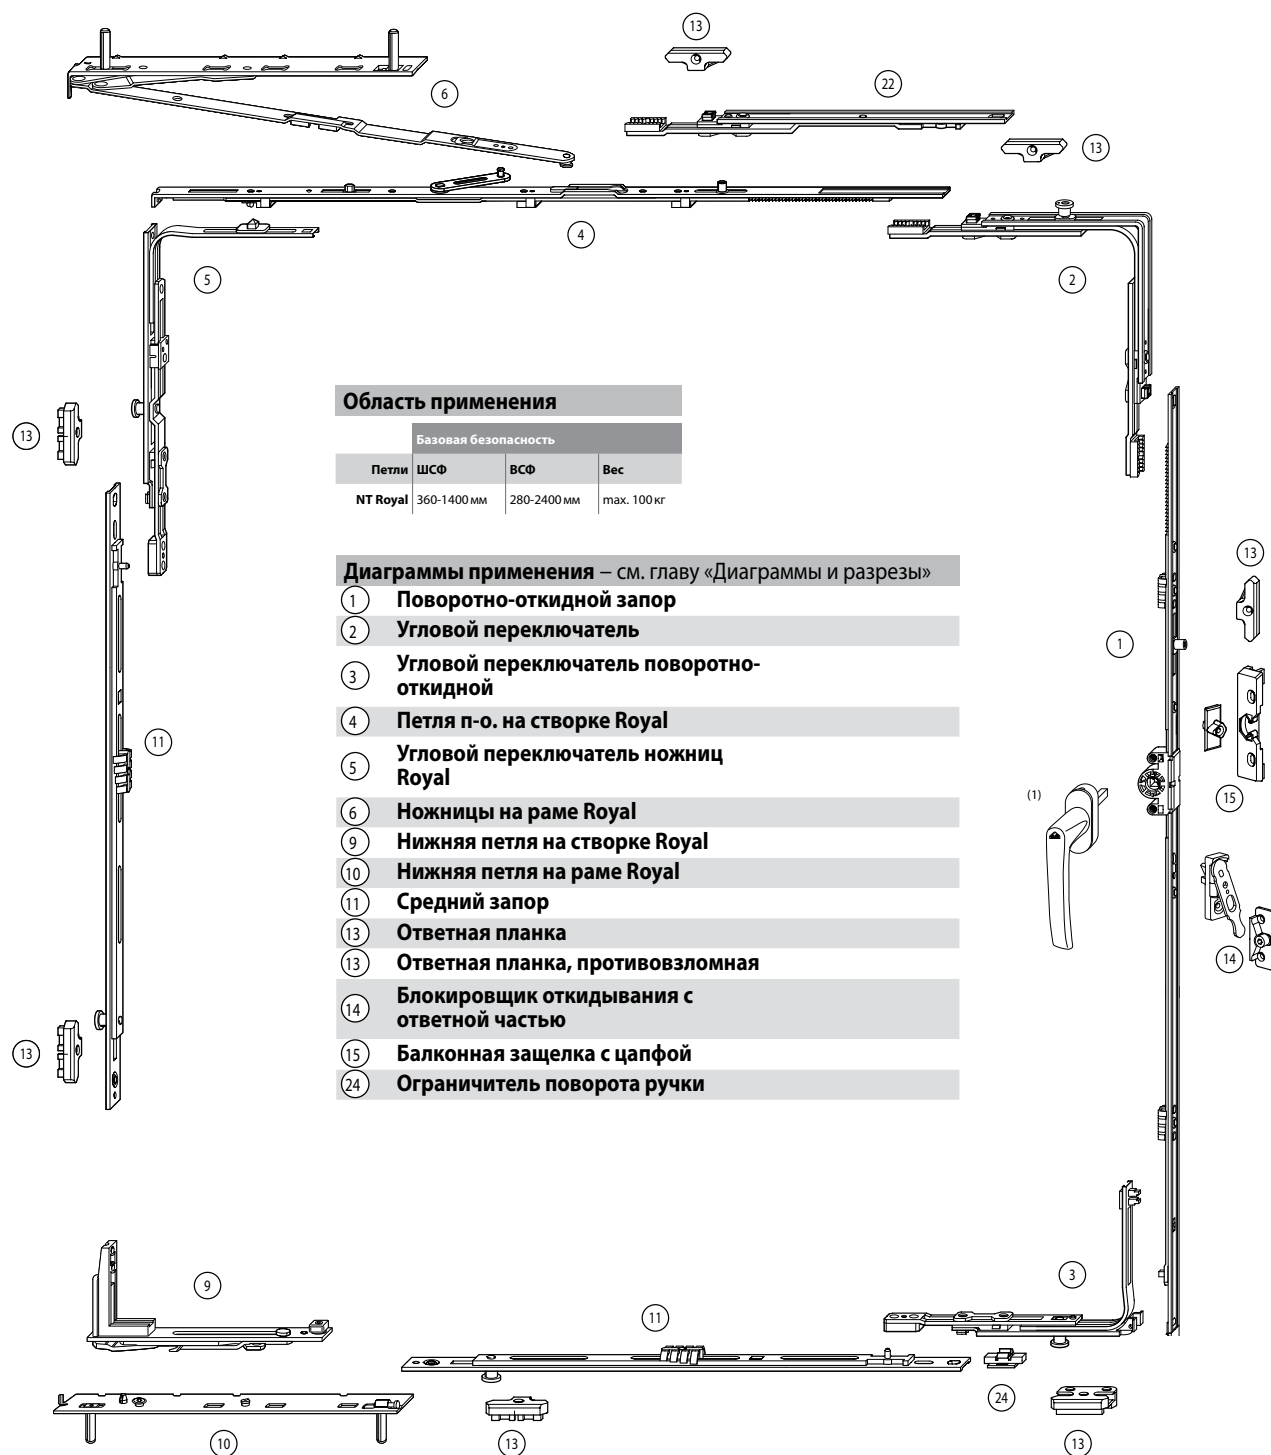 13
22
6
13
4
5
2
Область применения
Базовая безопасность
Петли ШСФ ВСФ Вес
NT Royal 360-1400 мм 280-2400 мм max. 100 кг
13
13
Диаграммы применения – см. главу «Диаграммы и разрезы»
1 Поворотно-откидной запор
2 Угловой переключатель
3 Угловой переключатель поворотно-
откидной
4 Петля п-о. на створке Royal
5 Угловой переключатель ножниц
Royal
6 Ножницы на раме Royal
9 Нижняя петля на створке Royal
10 Нижняя петля на раме Royal
11 Средний запор
13 Ответная планка
13 Ответная планка, противовзломная
14 Блокировщик откидывания с
ответной частью
15 Балконная защелка с цапфой
24 Ограничитель поворота ручки
1
11
(1)
15
14
13
9
3
11
24
10
13
13